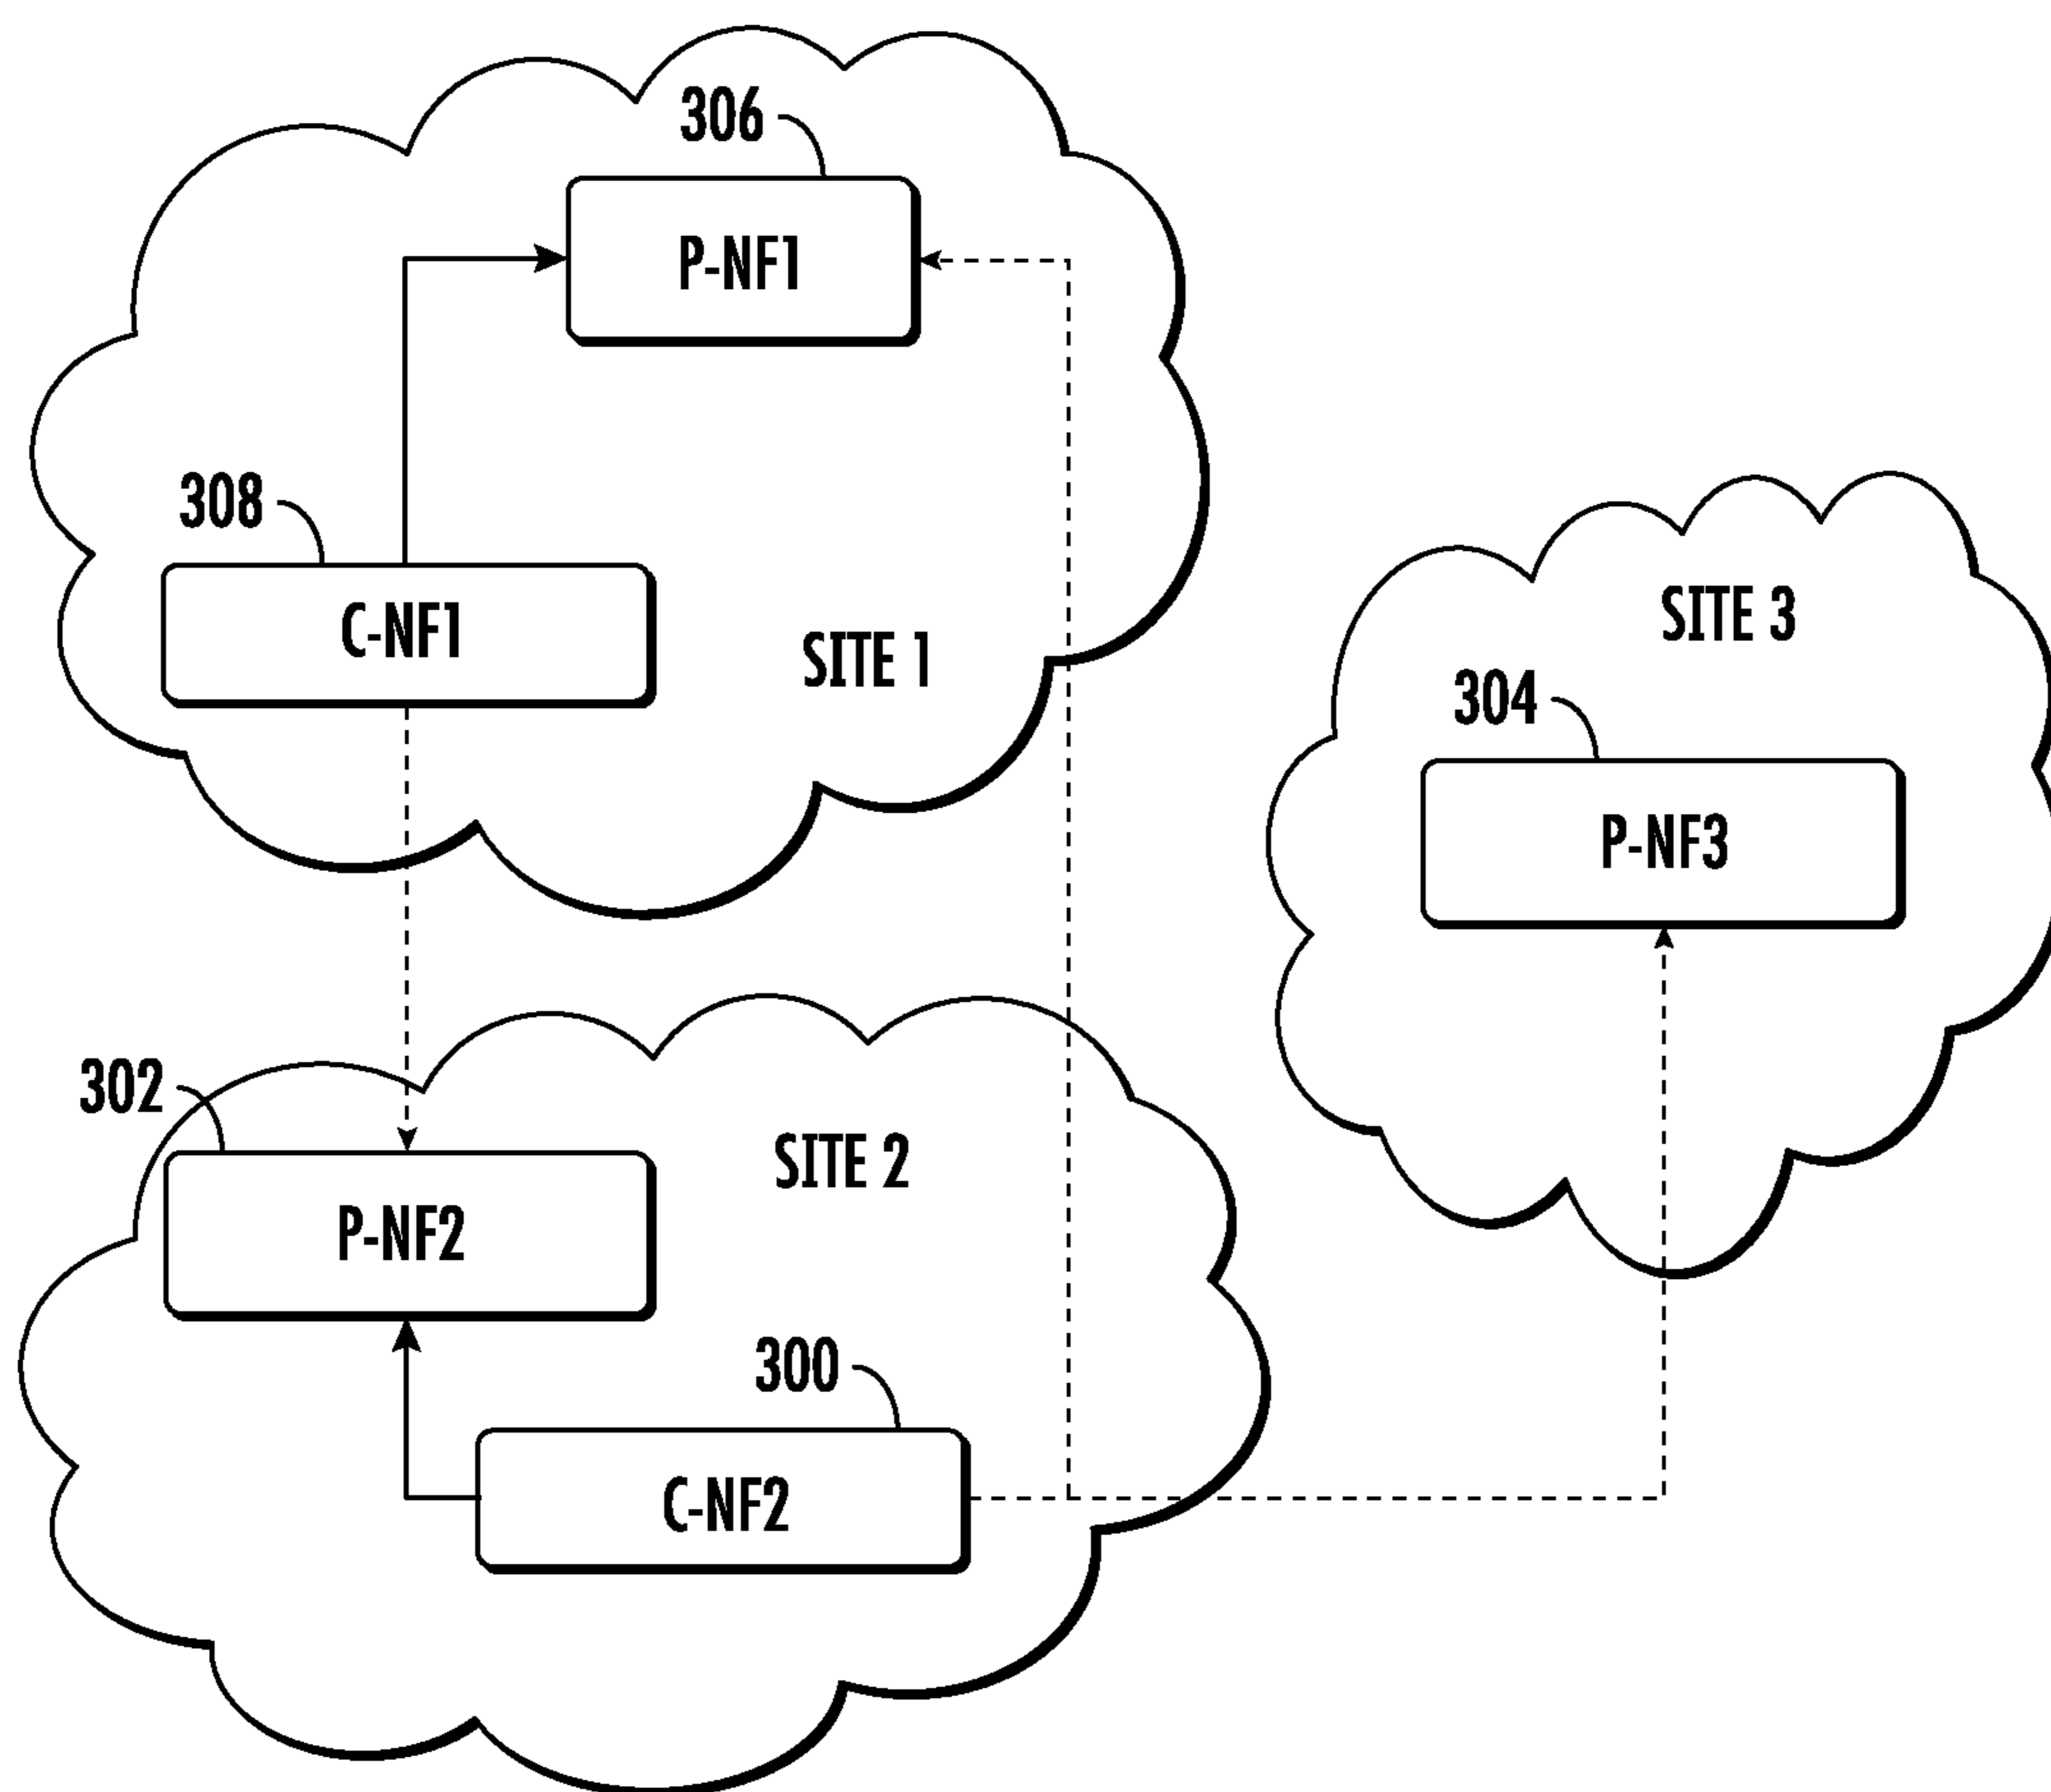 306
P-NF1
308
C-NF1
SITE 1
SITE 3
304
P-NF3
302
SITE 2
P-NF2
300
C-NF2